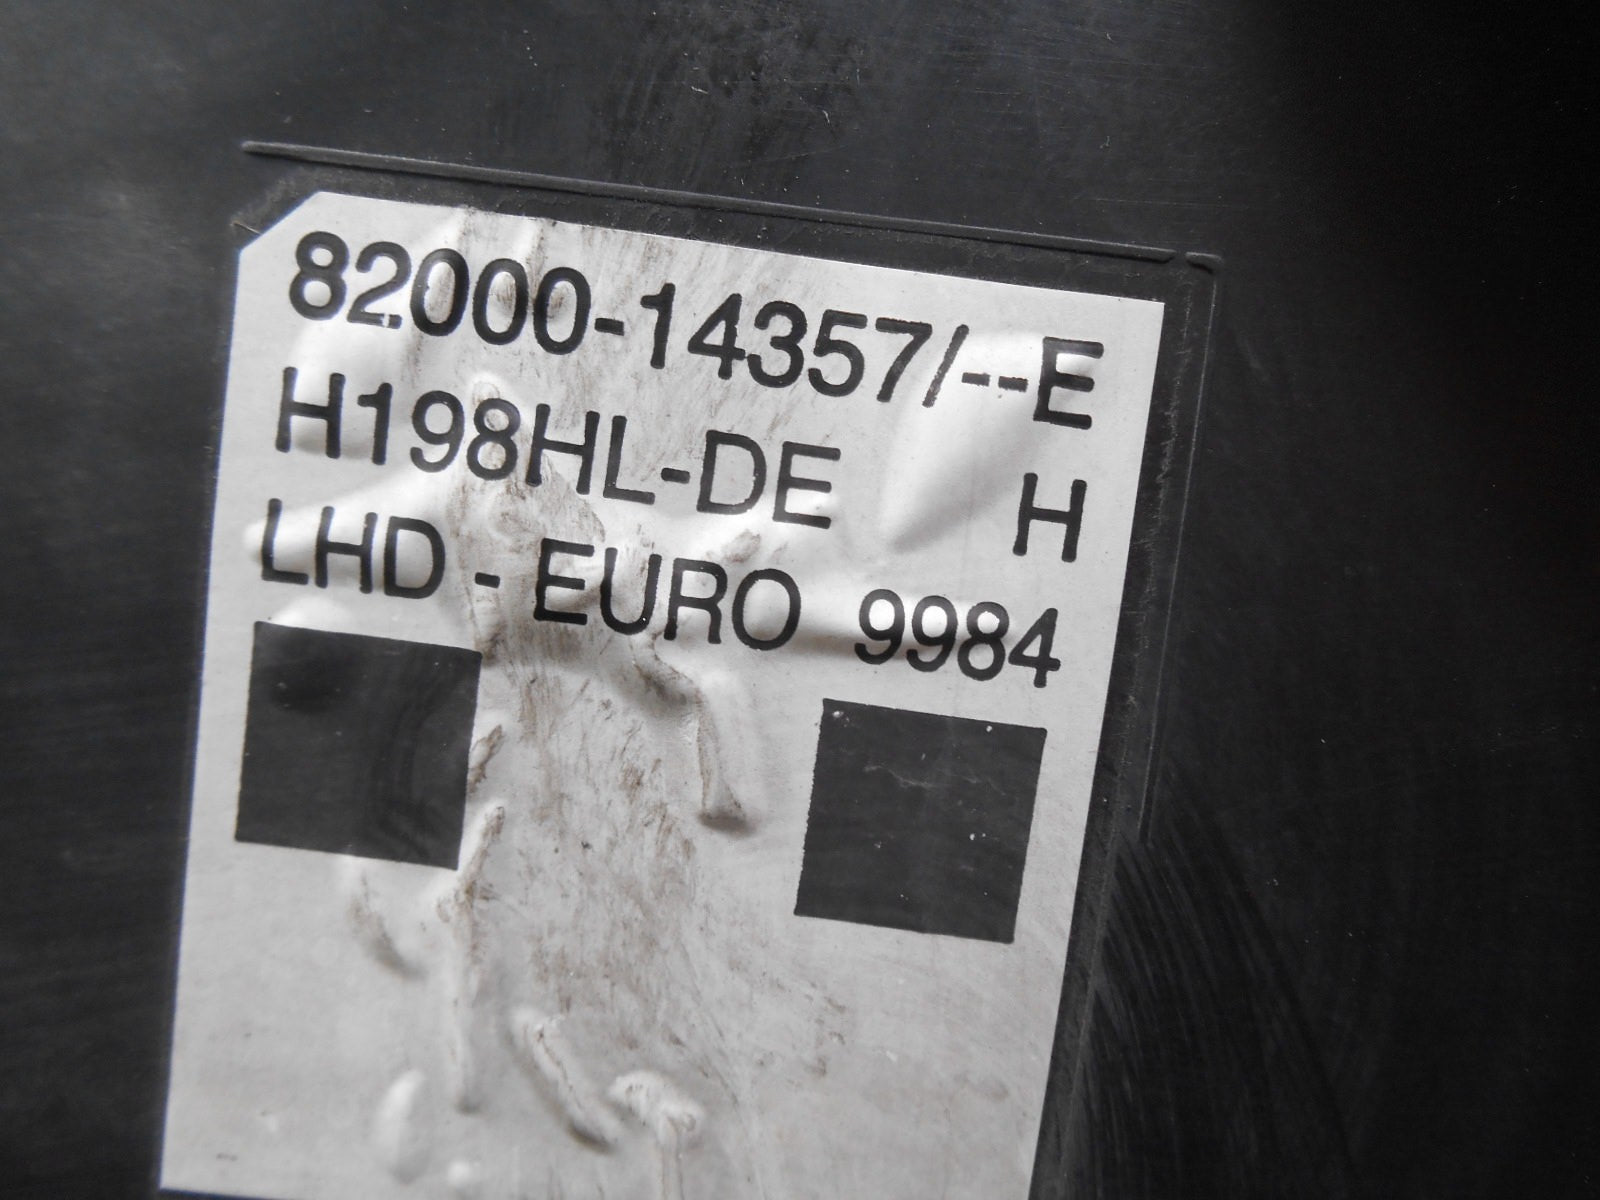 82000-14357/--E
H198HL-DE H
LHD - EURO 9984